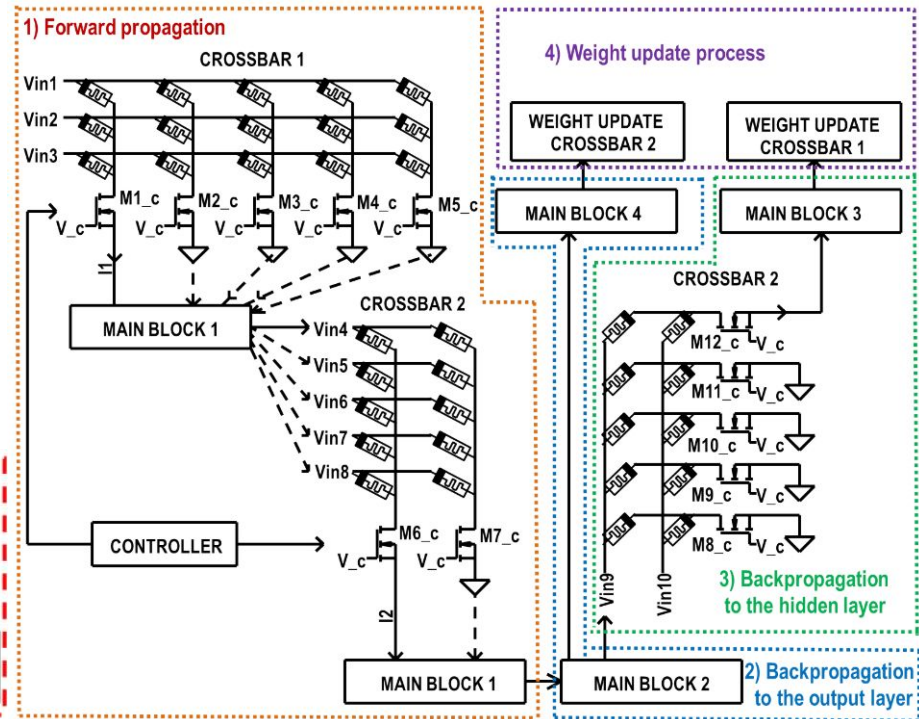 1) Forward propagation
CROSSBAR 1
Vin1
Vin2
Vin3
M1_c
M2_c
M3_c
M4_c
M5_c
V_c
V_c
V_c
V_c
V_c
I1
MAIN BLOCK 1
CROSSBAR 2
Vin4
Vin5
Vin6
Vin7
Vin8
CONTROLLER
M6_c
M7_c
V_c
V_c
I2
MAIN BLOCK 1
4) Weight update process
WEIGHT UPDATE
CROSSBAR 2
WEIGHT UPDATE
CROSSBAR 1
MAIN BLOCK 4
MAIN BLOCK 3
CROSSBAR 2
M12_c
V_c
M11_c
V_c
M10_c
V_c
M9_c
V_c
M8_c
V_c
Vin9
Vin10
3) Backpropagation
to the hidden layer
MAIN BLOCK 2
2) Backpropagation
to the output layer